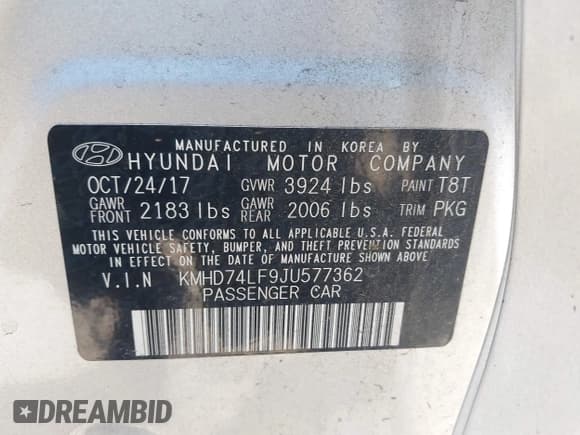 MANUFACTURED IN KOREA BY
HYUNDAI MOTOR COMPANY
OCT/24/17 GVWR 3924 lbs PAINT T8T
GAWR FRONT 2183 lbs GAWR REAR 2006 lbs TRIM PKG
THIS VEHICLE CONFORMS TO ALL APPLICABLE U.S.A. FEDERAL
MOTOR VEHICLE SAFETY, BUMPER, AND THEFT PREVENTION STANDARDS
IN EFFECT ON THE DATE OF MANUFACTURE SHOWN ABOVE.
V.I.N KMHD74LF9JU577362
PASSENGER CAR
DREAMBID